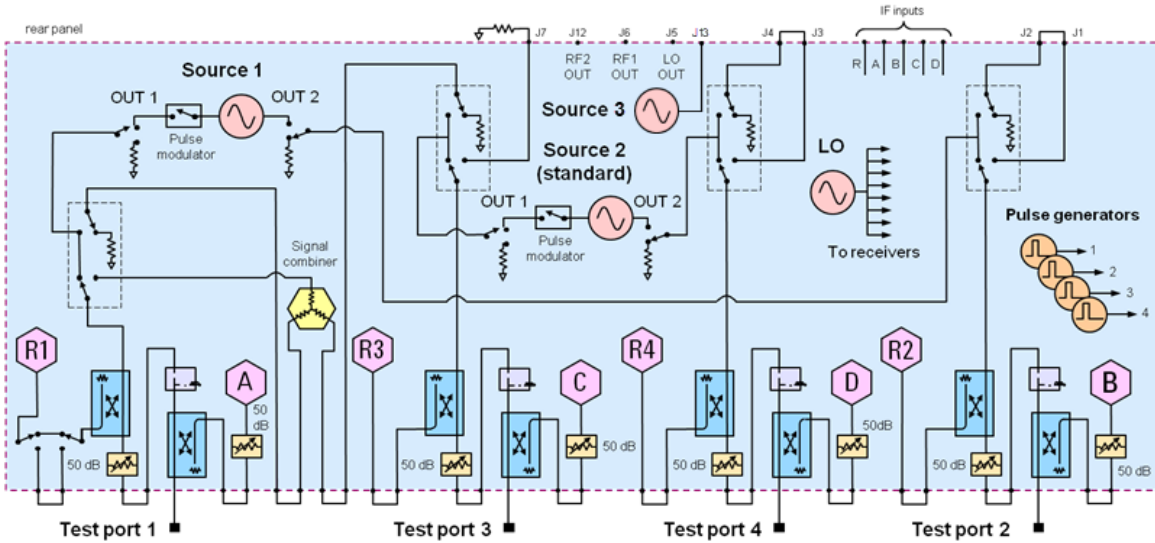 rear panel
J7
J12
J6
J5
J13
J4
J3
IF inputs
J2
J1
RF2
OUT
RF1
OUT
LO
OUT
R
A
B
C
D
Source 1
OUT 1
OUT 2
Pulse
modulator
Source 3
Source 2
(standard)
OUT 1
OUT 2
Pulse
modulator
LO
To receivers
Pulse generators
1
2
3
4
Signal
combiner
R1
A
R3
C
R4
D
R2
B
50
dB
50 dB
50 dB
50 dB
50 dB
50dB
50 dB
50 dB
Test port 1
Test port 3
Test port 4
Test port 2